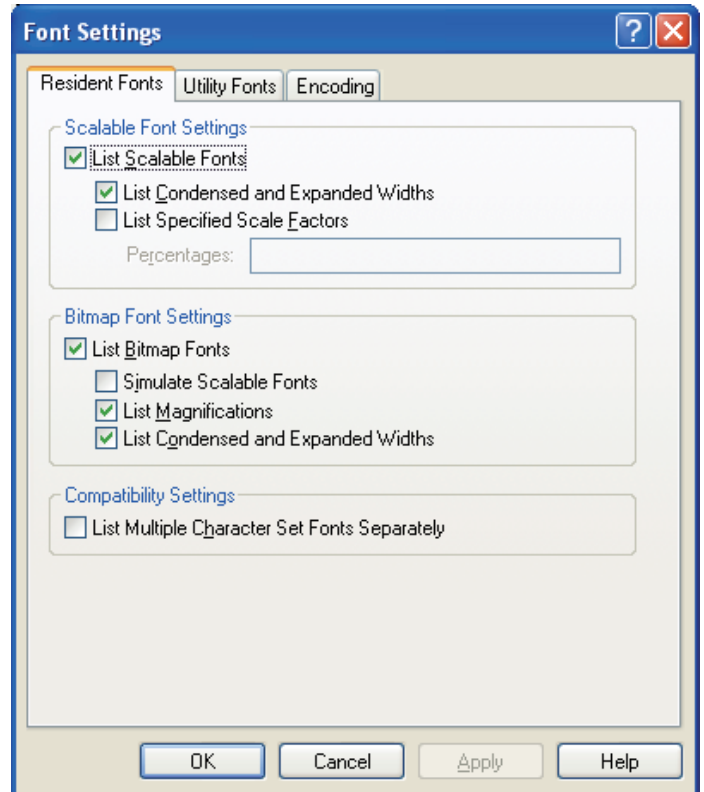 Font Settings
Resident Fonts Utility Fonts Encoding
Scalable Font Settings
List Scalable Fonts
List Condensed and Expanded Widths
List Specified Scale Factors
Percentages:
Bitmap Font Settings
List Bitmap Fonts
Simulate Scalable Fonts
List Magnifications
List Condensed and Expanded Widths
Compatibility Settings
List Multiple Character Set Fonts Separately
OK Cancel Apply Help